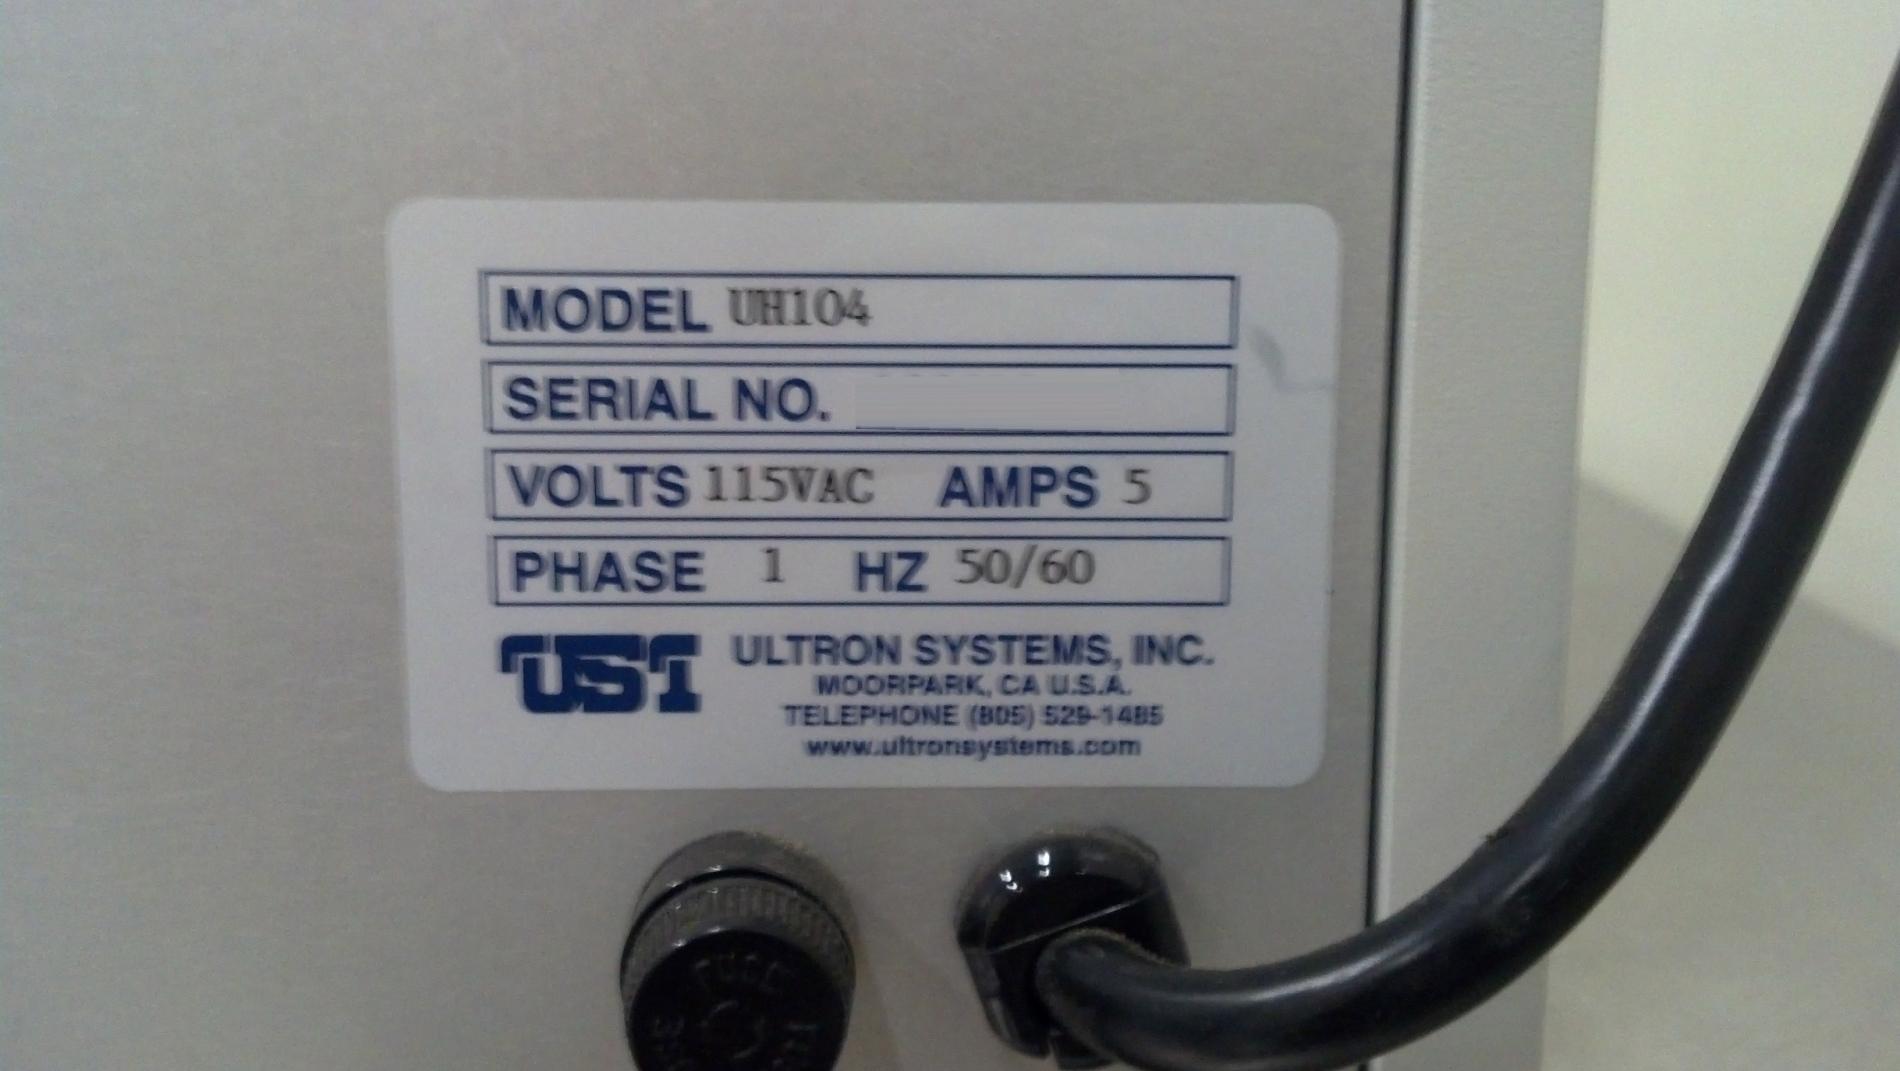 MODEL UH104
SERIAL NO.
VOLTS 115VAC AMPS 5
PHASE 1 HZ 50/60
USI ULTRON SYSTEMS, INC.
MOORPARK, CA U.S.A.
TELEPHONE (805) 529-1485
www.ultronsystems.com
FUSE